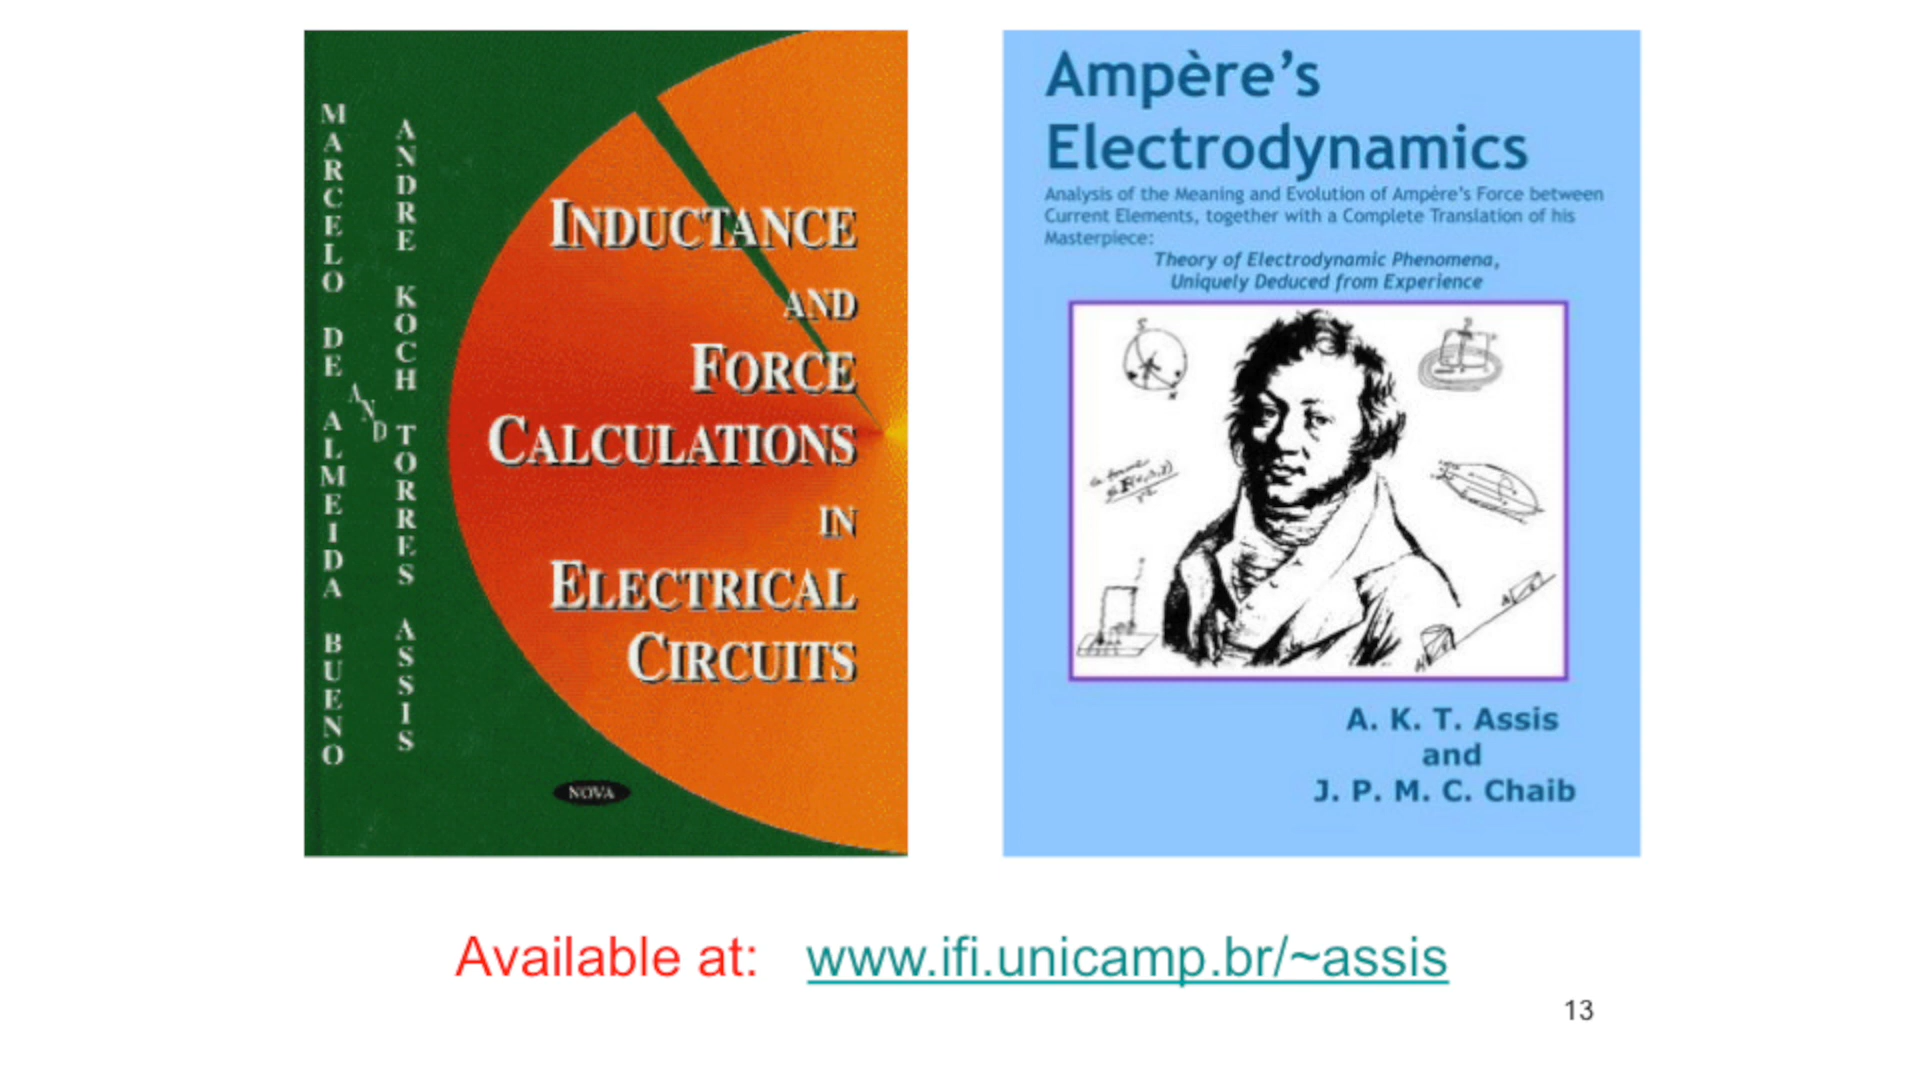 MARCELO DE ALMEIDA BUENO
AND
ANDRE KOCH TORRES ASSIS
INDUCTANCE
AND
FORCE
CALCULATIONS
IN
ELECTRICAL
CIRCUITS
NOVA
Ampère's
Electrodynamics
Analysis of the Meaning and Evolution of Ampère's Force between
Current Elements, together with a Complete Translation of his
Masterpiece:
Theory of Electrodynamic Phenomena,
Uniquely Deduced from Experience
A. K. T. Assis
and
J. P. M. C. Chaib
Available at: www.ifi.unicamp.br/~assis
13